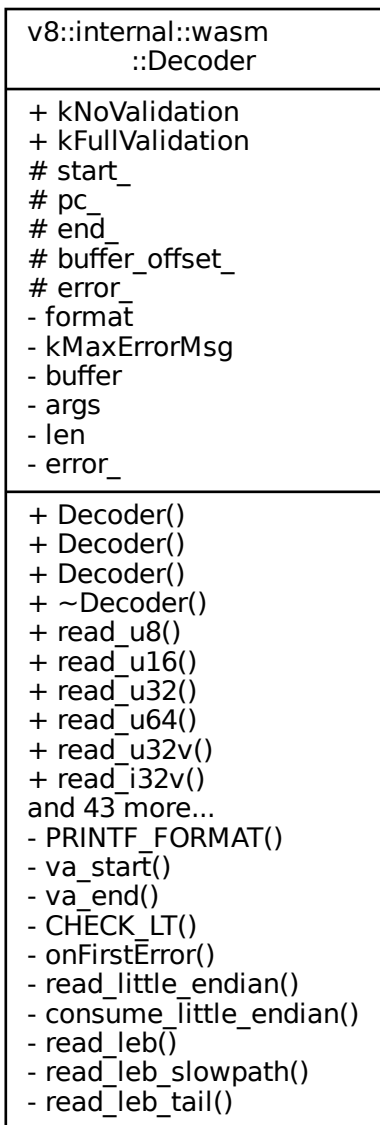 v8::internal::wasm
::Decoder
+ kNoValidation
+ kFullValidation
# start_
# pc_
# end_
# buffer_offset_
# error_
- format
- kMaxErrorMsg
- buffer
- args
- len
- error_
+ Decoder()
+ Decoder()
+ Decoder()
+ ~Decoder()
+ read_u8()
+ read_u16()
+ read_u32()
+ read_u64()
+ read_u32v()
+ read_i32v()
and 43 more...
- PRINTF_FORMAT()
- va_start()
- va_end()
- CHECK_LT()
- onFirstError()
- read_little_endian()
- consume_little_endian()
- read_leb()
- read_leb_slowpath()
- read_leb_tail()